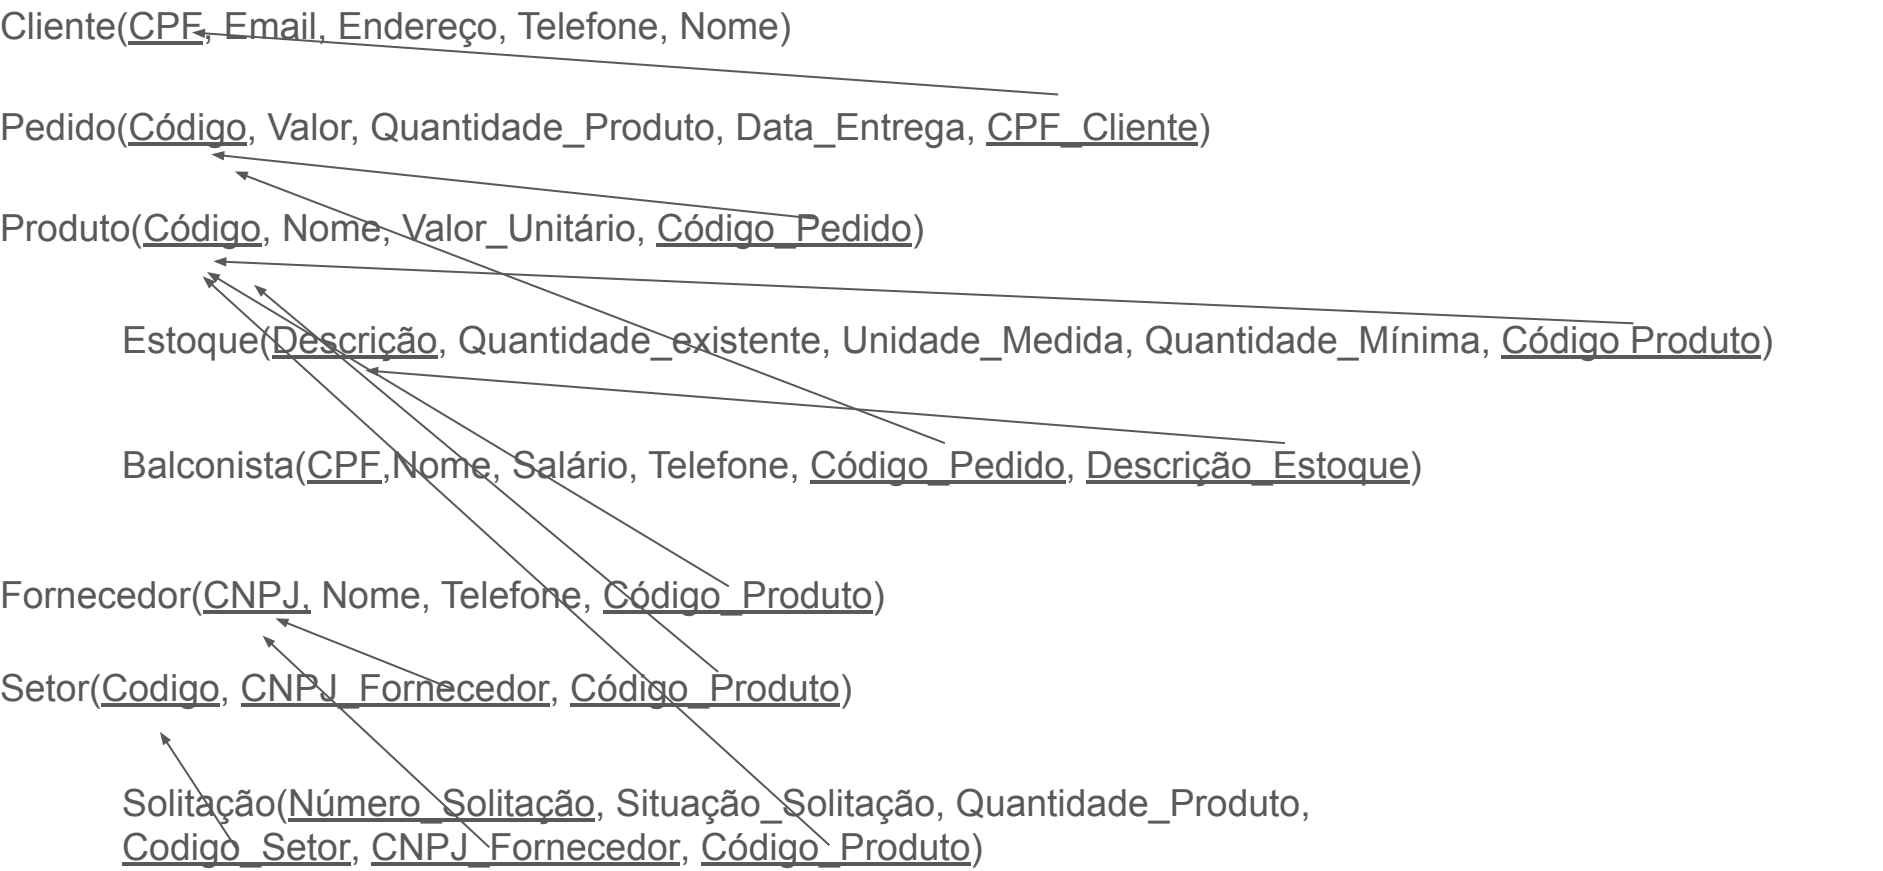 Cliente(CPF, Email, Endereço, Telefone, Nome)
Pedido(Código, Valor, Quantidade_Produto, Data_Entrega, CPF_Cliente)
Produto(Código, Nome, Valor_Unitário, Código_Pedido)
Estoque(Descrição, Quantidade_existente, Unidade_Medida, Quantidade_Mínima, Código Produto)
Balconista(CPF,Nome, Salário, Telefone, Código_Pedido, Descrição_Estoque)
Fornecedor(CNPJ, Nome, Telefone, Código_Produto)
Setor(Codigo, CNPJ_Fornecedor, Código_Produto)
Solitação(Número_Solitação, Situação_Solitação, Quantidade_Produto,
Codigo_Setor, CNPJ_Fornecedor, Código_Produto)